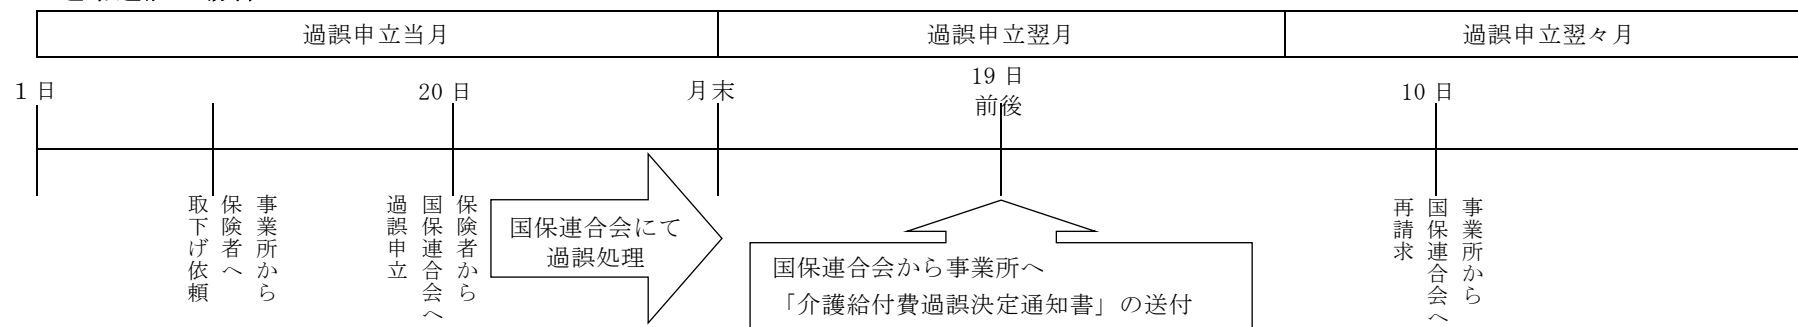 過誤申立当月
過誤申立翌月
過誤申立翌々月
1日
20日
月末
19日
前後
10日
事業所から
保険者へ
取下げ依頼
保険者から
国保連合会へ
過誤申立
国保連合会にて
過誤処理
国保連合会から事業所へ
「介護給付費過誤決定通知書」の送付
事業所から
国保連合会へ
再請求